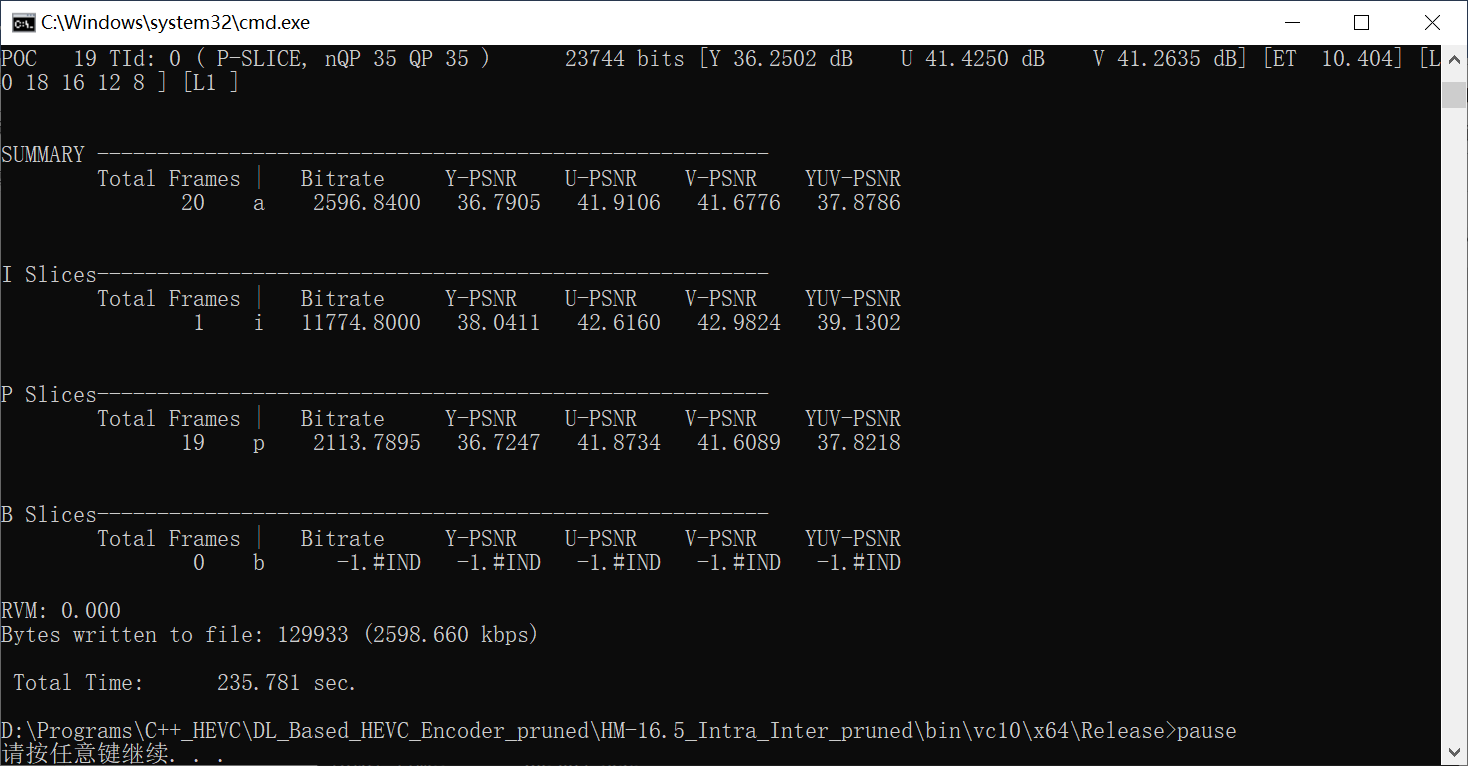 C:\Windows\system32\cmd.exe
POC   19 TId: 0 ( P-SLICE, nQP 35 QP 35 )      23744 bits [Y 36.2502 dB    U 41.4250 dB    V 41.2635 dB] [ET  10.404] [L
0 18 16 12 8 ] [L1 ]
SUMMARY --------------------------------------------------------
        Total Frames |   Bitrate     Y-PSNR    U-PSNR    V-PSNR    YUV-PSNR
               20    a    2596.8400   36.7905   41.9106   41.6776   37.8786
I Slices--------------------------------------------------------
        Total Frames |   Bitrate     Y-PSNR    U-PSNR    V-PSNR    YUV-PSNR
                1    i   11774.8000   38.0411   42.6160   42.9824   39.1302
P Slices--------------------------------------------------------
        Total Frames |   Bitrate     Y-PSNR    U-PSNR    V-PSNR    YUV-PSNR
               19    p    2113.7895   36.7247   41.8734   41.6089   37.8218
B Slices--------------------------------------------------------
        Total Frames |   Bitrate     Y-PSNR    U-PSNR    V-PSNR    YUV-PSNR
                0    b      -1.#IND   -1.#IND   -1.#IND   -1.#IND   -1.#IND
RVM: 0.000
Bytes written to file: 129933 (2598.660 kbps)
 Total Time:      235.781 sec.
D:\Programs\C++_HEVC\DL_Based_HEVC_Encoder_pruned\HM-16.5_Intra_Inter_pruned\bin\vc10\x64\Release>pause
请按任意键继续. . .